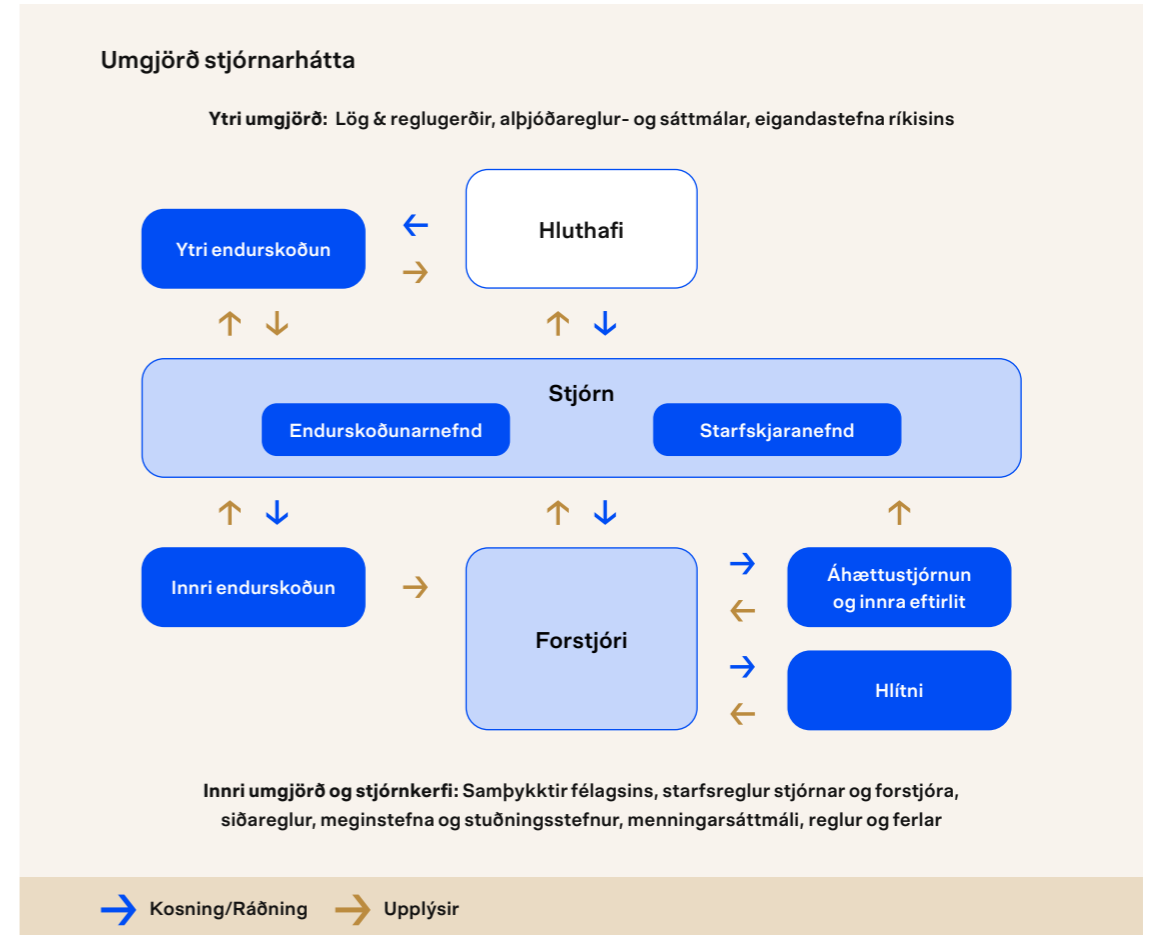 Umgjörð stjórnarhátta
Ytri umgjörð: Lög & reglugerðir, alþjóðareglur- og sáttmálar, eigandastefna ríkisins
Hluthafi
Ytri endurskoðun
Stjórn
Endurskoðunarnefnd
Starfskjaranefnd
Innri endurskoðun
Forstjóri
Áhættustjórnun
og innra eftirlit
Hlítni
Innri umgjörð og stjórnkerfi: Samþykktir félagsins, starfsreglur stjórnar og forstjóra,
siðareglur, meginstefna og stuðningsstefnur, menningarsáttmáli, reglur og ferlar
Kosning/Ráðning
Upplýsir